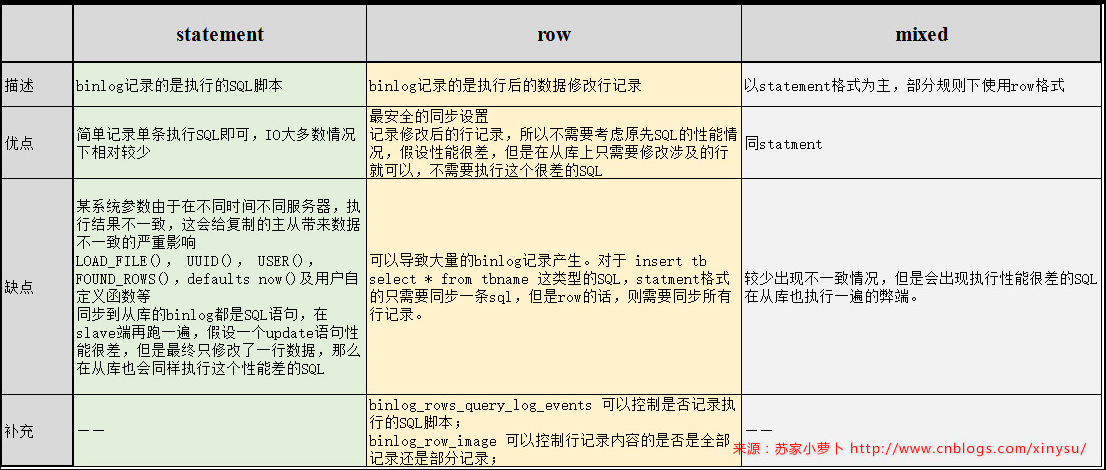 statement row mixed
描述
binlog记录的是执行的SQL脚本
binlog记录的是执行后的数据修改行记录
以statement格式为主，部分规则下使用row格式
优点
简单记录单条执行SQL即可，IO大多数情况
下相对较少
最安全的同步设置
记录修改后的行记录，所以不需要考虑原先SQL的性能情
况，假设性能很差，但是在从库上只需要修改涉及的行
就可以，不需要执行这个很差的SQL
同statment
缺点
某系统参数由于在不同时间不同服务器，执
行结果不一致，这会给复制的主从带来数据
不一致的严重影响
LOAD_FILE()， UUID()， USER()，
FOUND_ROWS()，defaults now()及用户自
定义函数等
同步到从库的binlog都是SQL语句，在
slave端再跑一遍，假设一个update语句性
能很差，但是最终只修改了一行数据，那么
在从库也会同样执行这个性能差的SQL
可以导致大量的binlog记录产生。对于 insert tb
select * from tbname 这类型的SQL，statment格式
的只需要同步一条sql，但是row的话，则需要同步所有
行记录。
较少出现不一致情况，但是会出现执行性能很差的SQL
在从库也执行一遍的弊端。
补充
——
binlog_rows_query_log_events 可以控制是否记录执
行的SQL脚本；
binlog_row_image 可以控制行记录内容的是否是全部
记录还是部分记录；
——
来源：苏家小萝卜 http://www.cnblogs.com/xinysu/